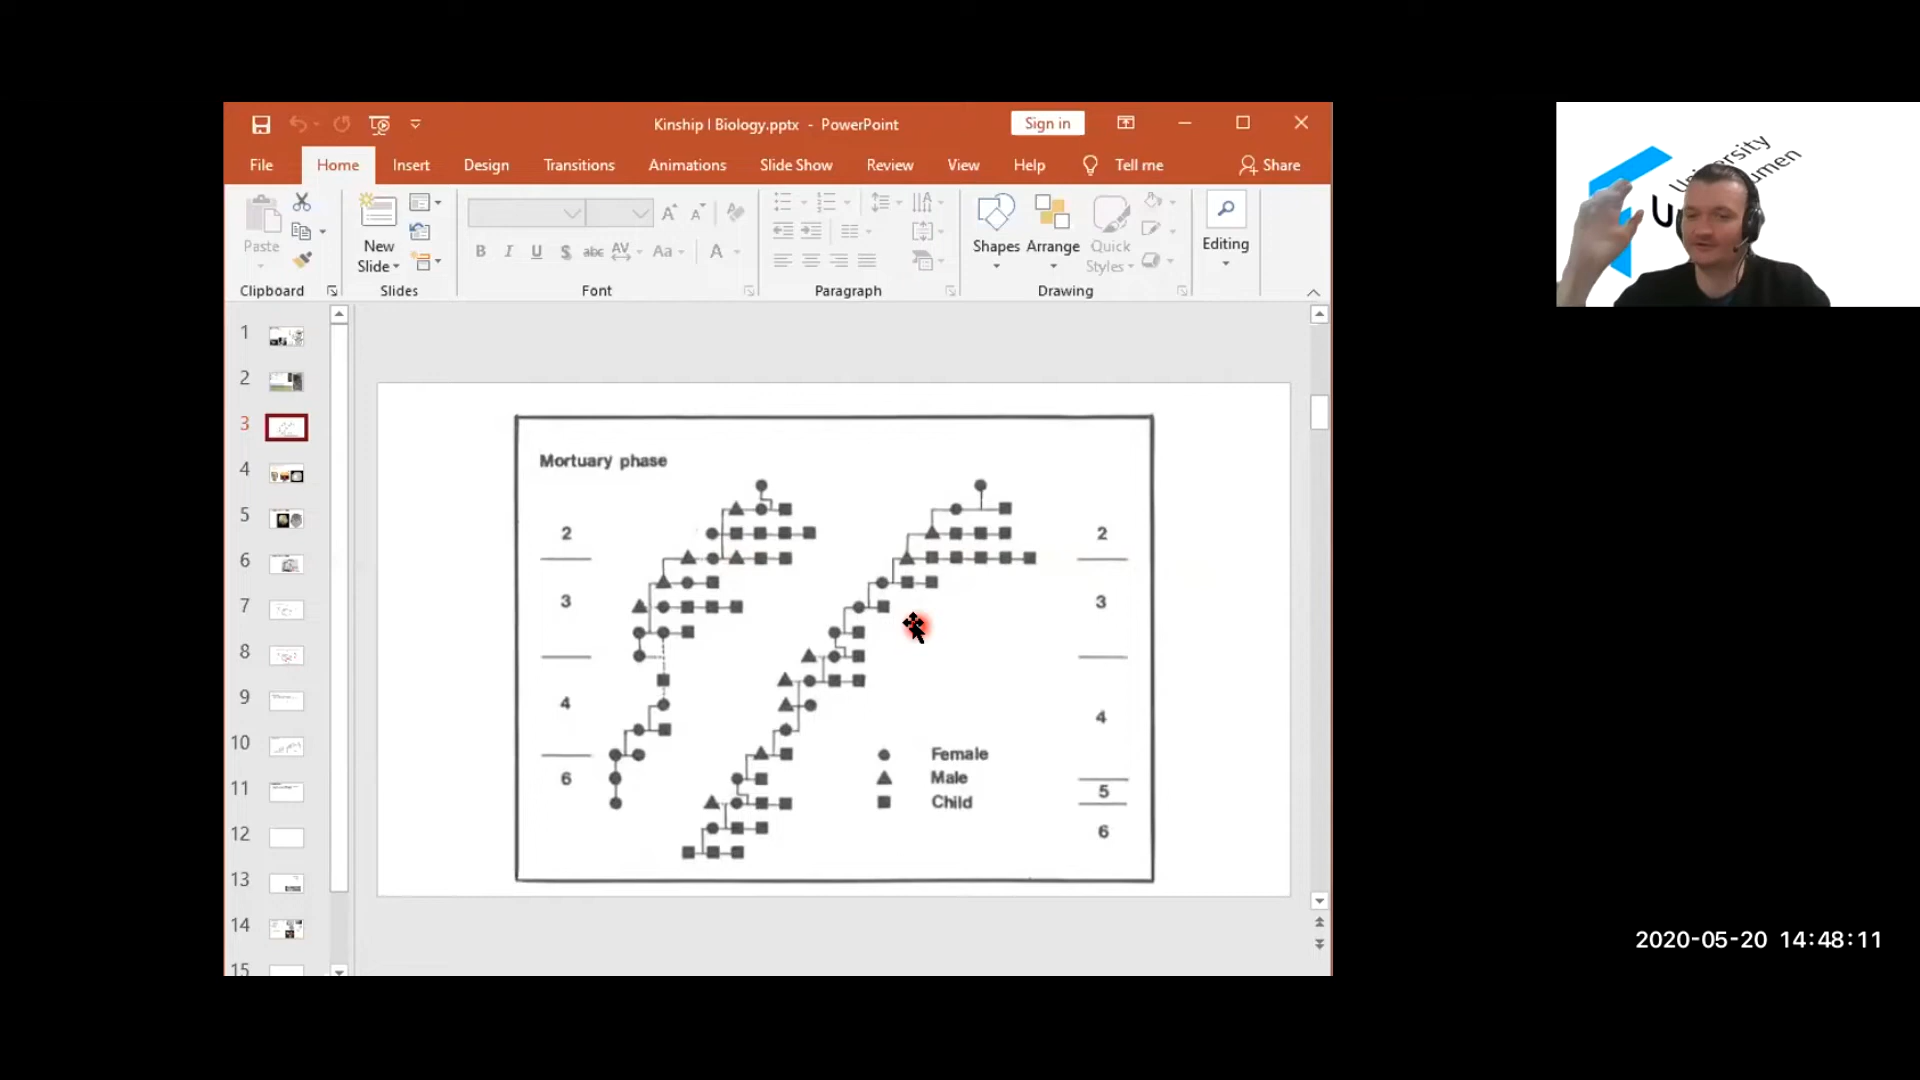 Kinship I Biology.pptx - PowerPoint
Sign in
File Home Insert Design Transitions Animations Slide Show Review View Help Tell me Share
Paste
New
Slide
B I U S abc AV Aa A
Shapes Arrange Quick
Styles
Editing
Clipboard Slides Font Paragraph Drawing
1
2
3
4
5
6
7
8
9
10
11
12
13
14
15
Mortuary phase
2 2
3 3
4 4
6 5
6
Female
Male
Child
2020-05-20 14:48:11